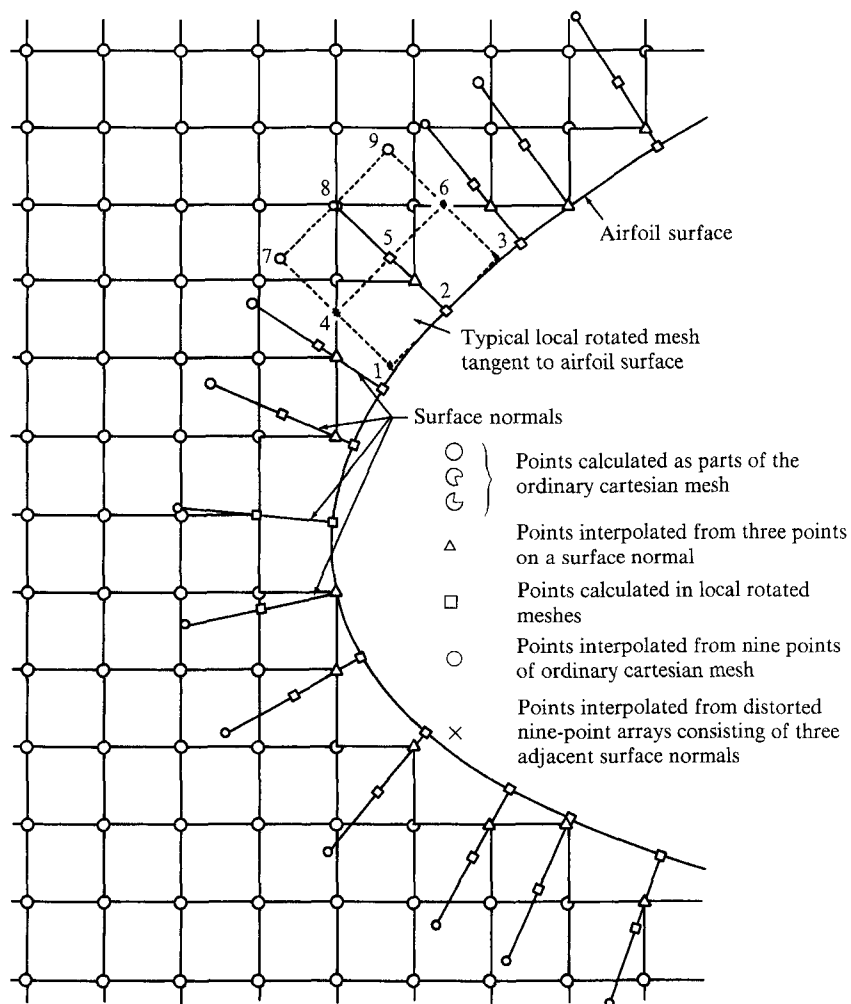 9
8
6
7
5
3
Airfoil surface
2
4
Typical local rotated mesh
tangent to airfoil surface
1
Surface normals
Points calculated as parts of the
ordinary cartesian mesh
Points interpolated from three points
on a surface normal
Points calculated in local rotated
meshes
Points interpolated from nine points
of ordinary cartesian mesh
Points interpolated from distorted
nine-point arrays consisting of three
adjacent surface normals